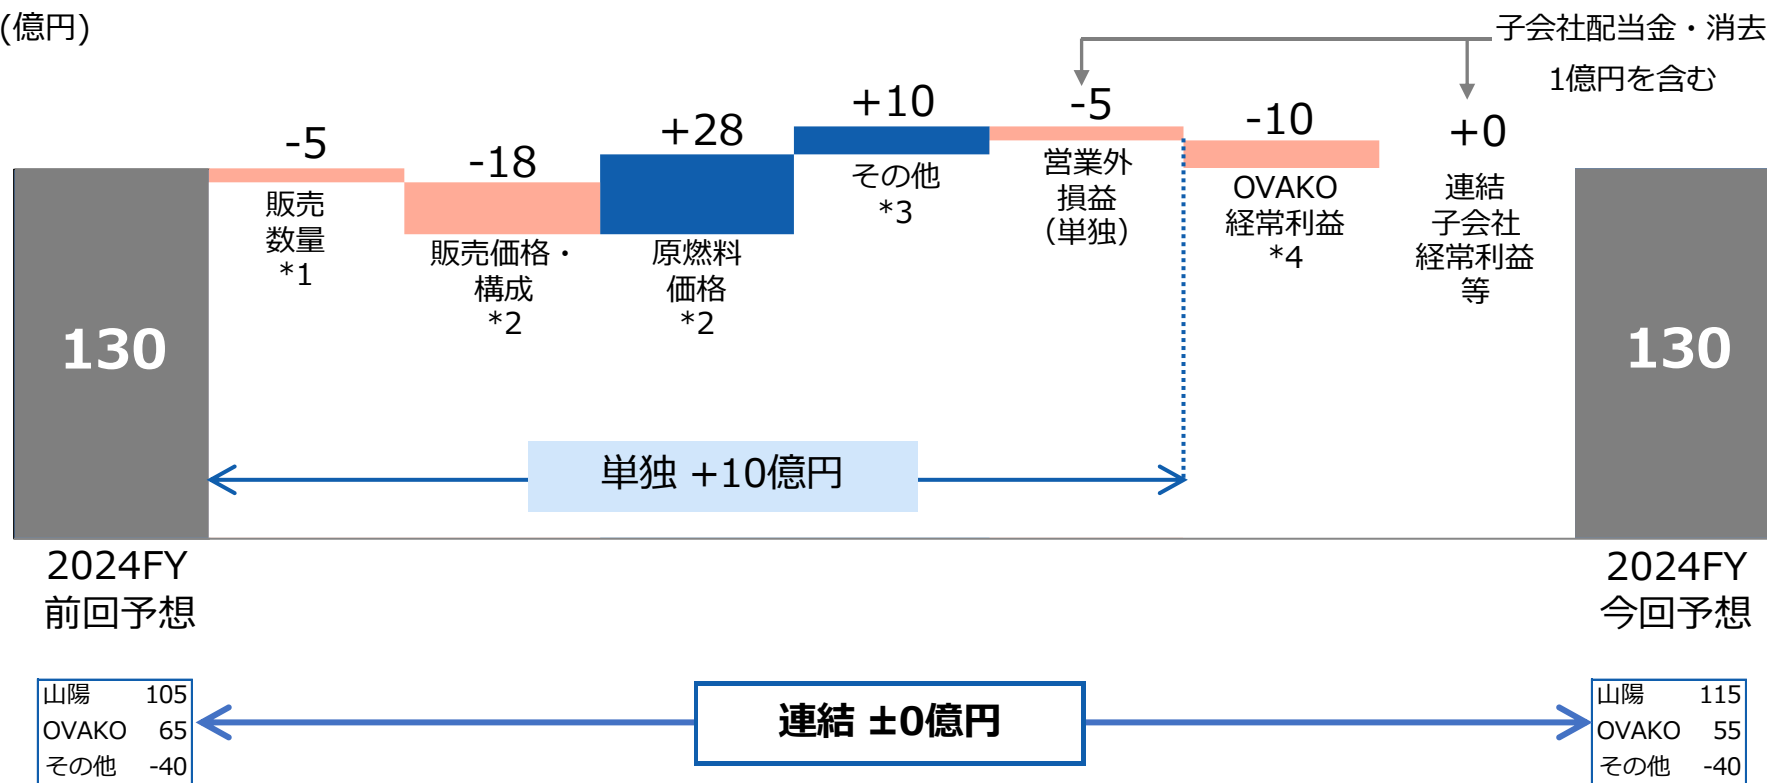 (億円)
子会社配当金・消去
1億円を含む
-5
販売
数量
*1
-18
販売価格・
構成
*2
+28
原燃料
価格
*2
+10
その他
*3
-5
営業外
損益
（単独）
-10
OVAKO
経常利益
*4
+0
連結
子会社
経常利益
等
130
130
単独 +10億円
2024FY
前回予想
2024FY
今回予想
山陽 105
OVAKO 65
その他 -40
連結 ±0億円
山陽 115
OVAKO 55
その他 -40